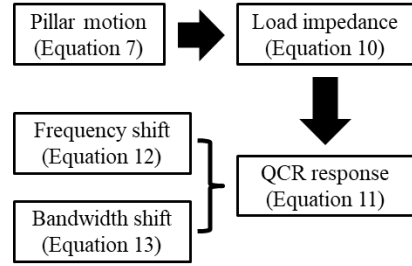 Pillar motion
(Equation 7)
Load impedance
(Equation 10)
Frequency shift
(Equation 12)
QCR response
(Equation 11)
Bandwidth shift
(Equation 13)